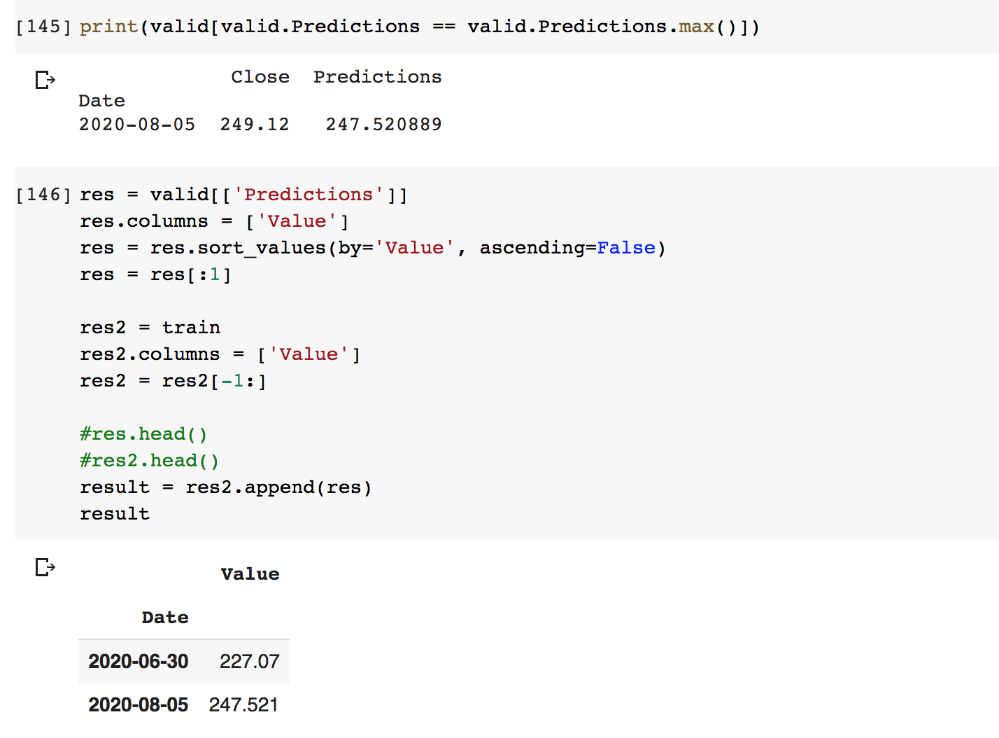 [145] print(valid[valid.Predictions == valid.Predictions.max()])
Close Predictions
Date
2020-08-05 249.12 247.520889
[146] res = valid[['Predictions']]
res.columns = ['Value']
res = res.sort_values(by='Value', ascending=False)
res = res[:1]
res2 = train
res2.columns = ['Value']
res2 = res2[-1:]
#res.head()
#res2.head()
result = res2.append(res)
result
Value
Date
2020-06-30 227.07
2020-08-05 247.521